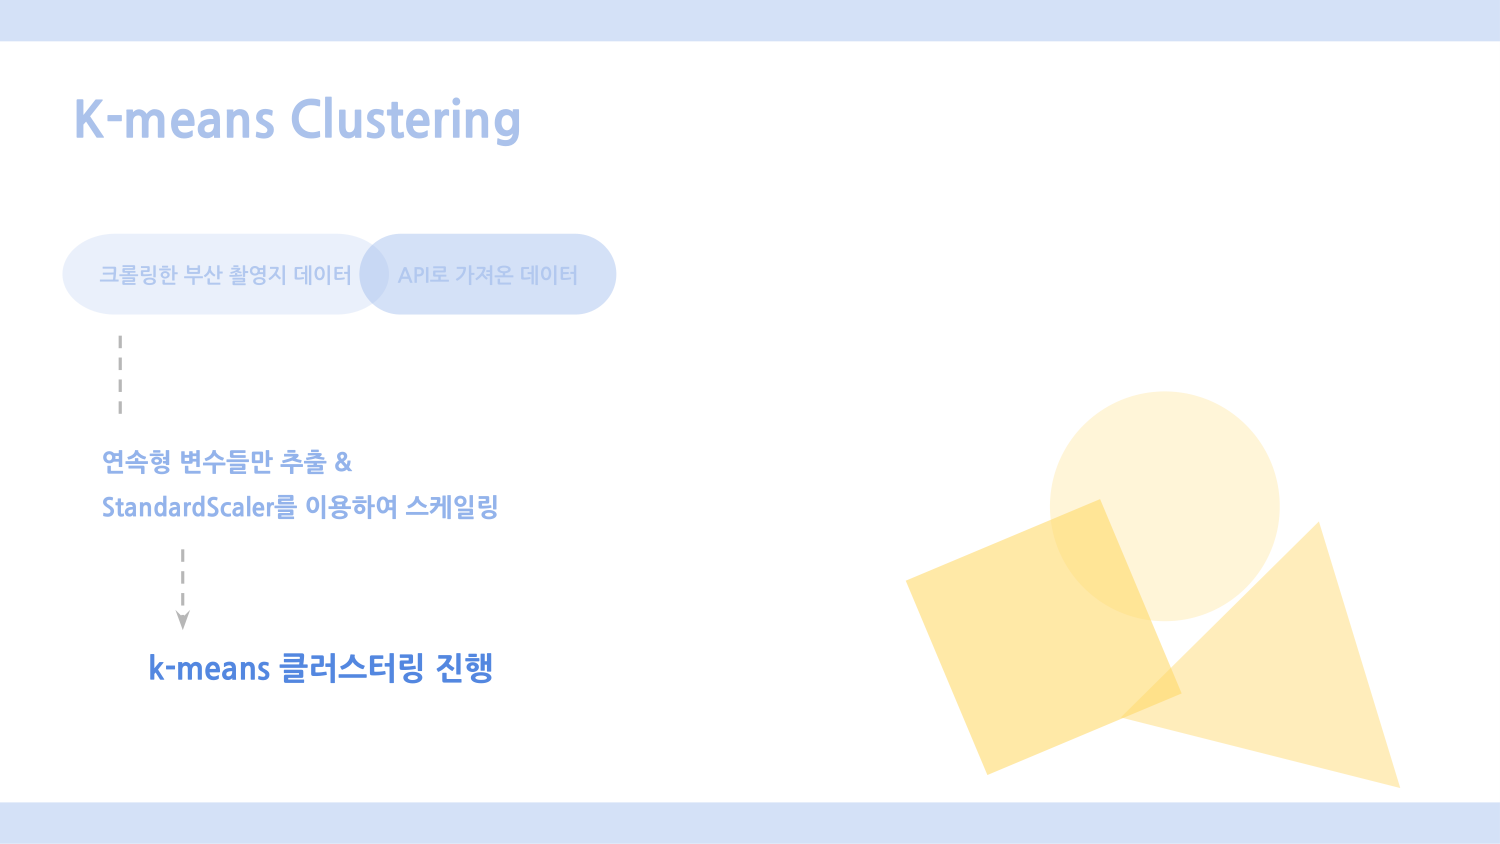 K-means Clustering
크롤링한 부산 촬영지 데이터
API로 가져온 데이터
연속형 변수들만 추출 &
StandardScaler를 이용하여 스케일링
k-means 클러스터링 진행